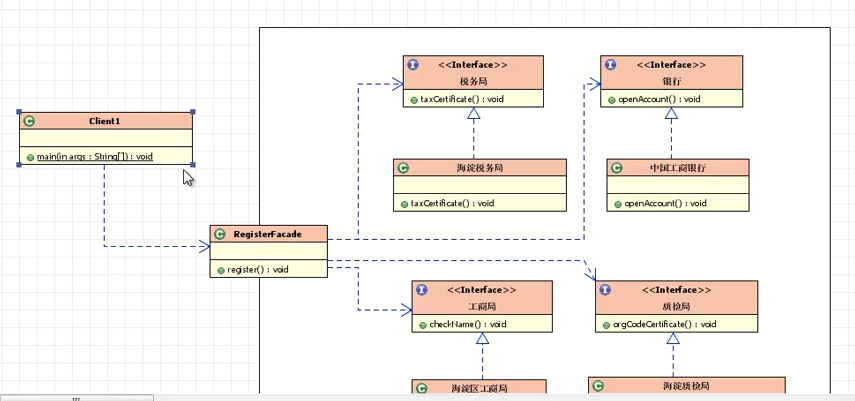 Client1
main(in args : String[]) : void
RegisterFacade
register() : void
<<Interface>>
税务局
taxCertificate() : void
海淀税务局
taxCertificate() : void
<<Interface>>
银行
openAccount() : void
中国工商银行
openAccount() : void
<<Interface>>
工商局
checkName() : void
海淀区工商局
<<Interface>>
质检局
orgCodeCertificate() : void
海淀质检局